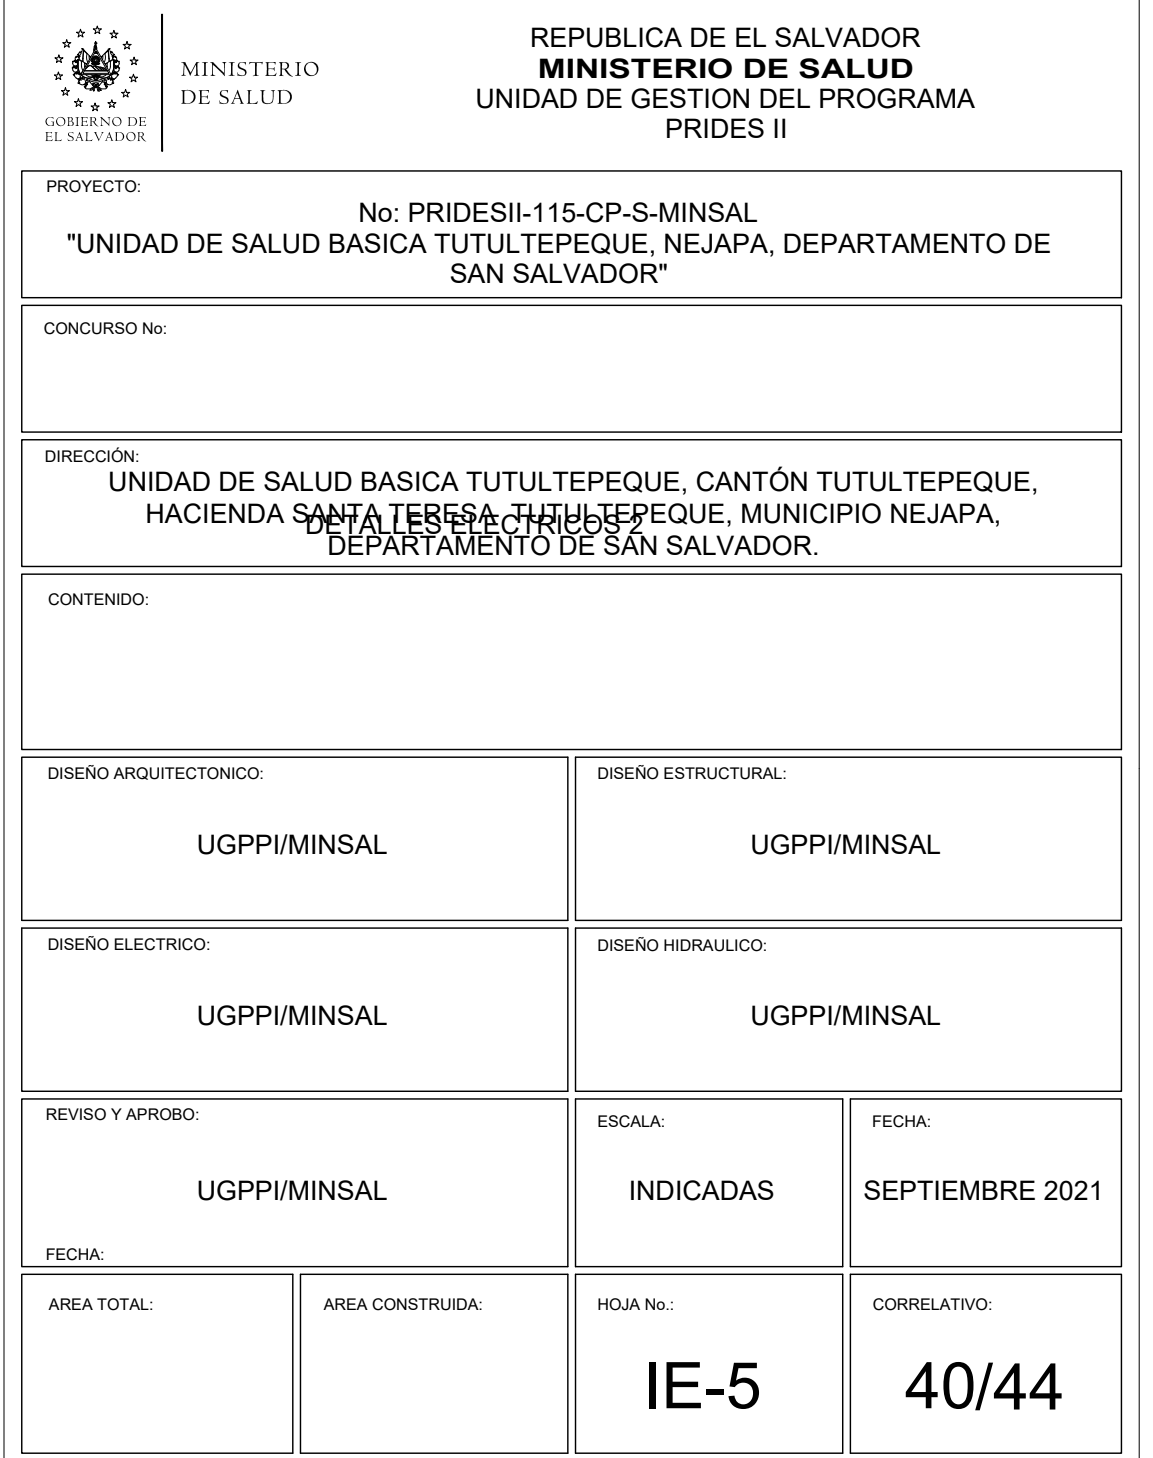 GOBIERNO DE
EL SALVADOR
MINISTERIO
DE SALUD
REPUBLICA DE EL SALVADOR
MINISTERIO DE SALUD
UNIDAD DE GESTION DEL PROGRAMA
PRIDES II
PROYECTO:
No: PRIDESII-115-CP-S-MINSAL
"UNIDAD DE SALUD BASICA TUTULTEPEQUE, NEJAPA, DEPARTAMENTO DE
SAN SALVADOR"
CONCURSO No:
DIRECCIÓN:
UNIDAD DE SALUD BASICA TUTULTEPEQUE, CANTÓN TUTULTEPEQUE,
HACIENDA SANTA TERESA TUTULTEPEQUE, MUNICIPIO NEJAPA,
DETALLES ELECTRICOS 2
DEPARTAMENTO DE SAN SALVADOR.
CONTENIDO:
DISEÑO ARQUITECTONICO:
UGPPI/MINSAL
DISEÑO ESTRUCTURAL:
UGPPI/MINSAL
DISEÑO ELECTRICO:
UGPPI/MINSAL
DISEÑO HIDRAULICO:
UGPPI/MINSAL
REVISO Y APROBO:
UGPPI/MINSAL
FECHA:
ESCALA:
INDICADAS
FECHA:
SEPTIEMBRE 2021
AREA TOTAL:
AREA CONSTRUIDA:
HOJA No.:
IE-5
CORRELATIVO:
40/44